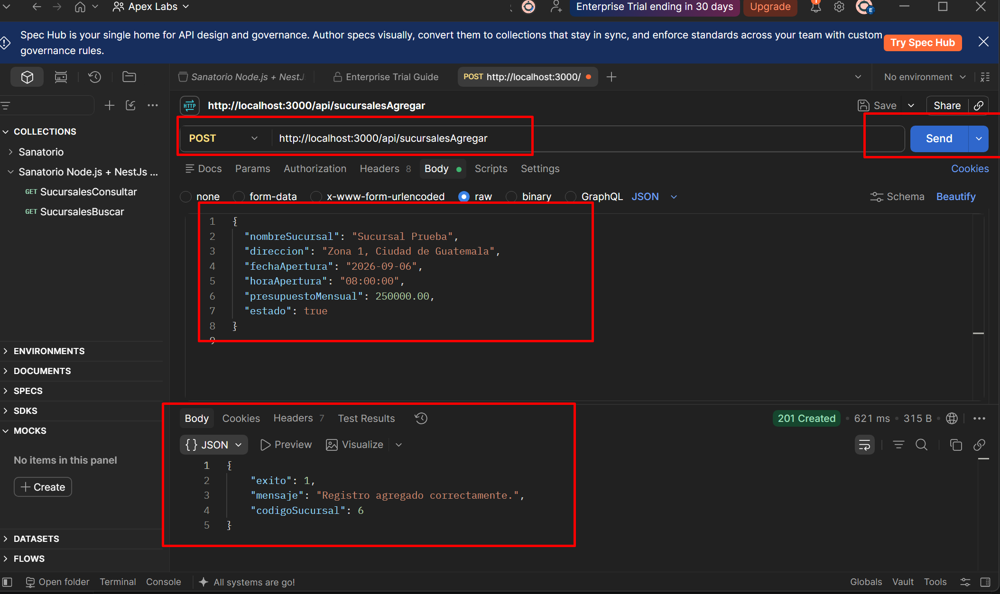 Apex Labs
Enterprise Trial ending in 30 days
Upgrade
1
E
Spec Hub is your single home for API design and governance. Author specs visually, convert them to collections that stay in sync, and enforce standards across your team with custom
governance rules.
Try Spec Hub
Sanatorio Node.js + NestJ
Enterprise Trial Guide
POST http://localhost:3000/
No environment
HTTP
http://localhost:3000/api/sucursalesAgregar
Save
Share
COLLECTIONS
Sanatorio
Sanatorio Node.js + NestJs ...
GET SucursalesConsultar
GET SucursalesBuscar
ENVIRONMENTS
DOCUMENTS
SPECS
SDKS
MOCKS
No items in this panel
Create
DATASETS
FLOWS
POST
http://localhost:3000/api/sucursalesAgregar
Send
Docs
Params
Authorization
Headers 8
Body
Scripts
Settings
Cookies
none
form-data
x-www-form-urlencoded
raw
binary
GraphQL
JSON
Schema
Beautify
1 {
2 "nombreSucursal": "Sucursal Prueba",
3 "direccion": "Zona 1, Ciudad de Guatemala",
4 "fechaApertura": "2026-09-06",
5 "horaApertura": "08:00:00",
6 "presupuestoMensual": 250000.00,
7 "estado": true
8 }
9
Body
Cookies
Headers 7
Test Results
201 Created
621 ms
315 B
{} JSON
Preview
Visualize
1 {
2 "exito": 1,
3 "mensaje": "Registro agregado correctamente.",
4 "codigoSucursal": 6
5 }
Open folder
Terminal
Console
All systems are go!
Globals
Vault
Tools